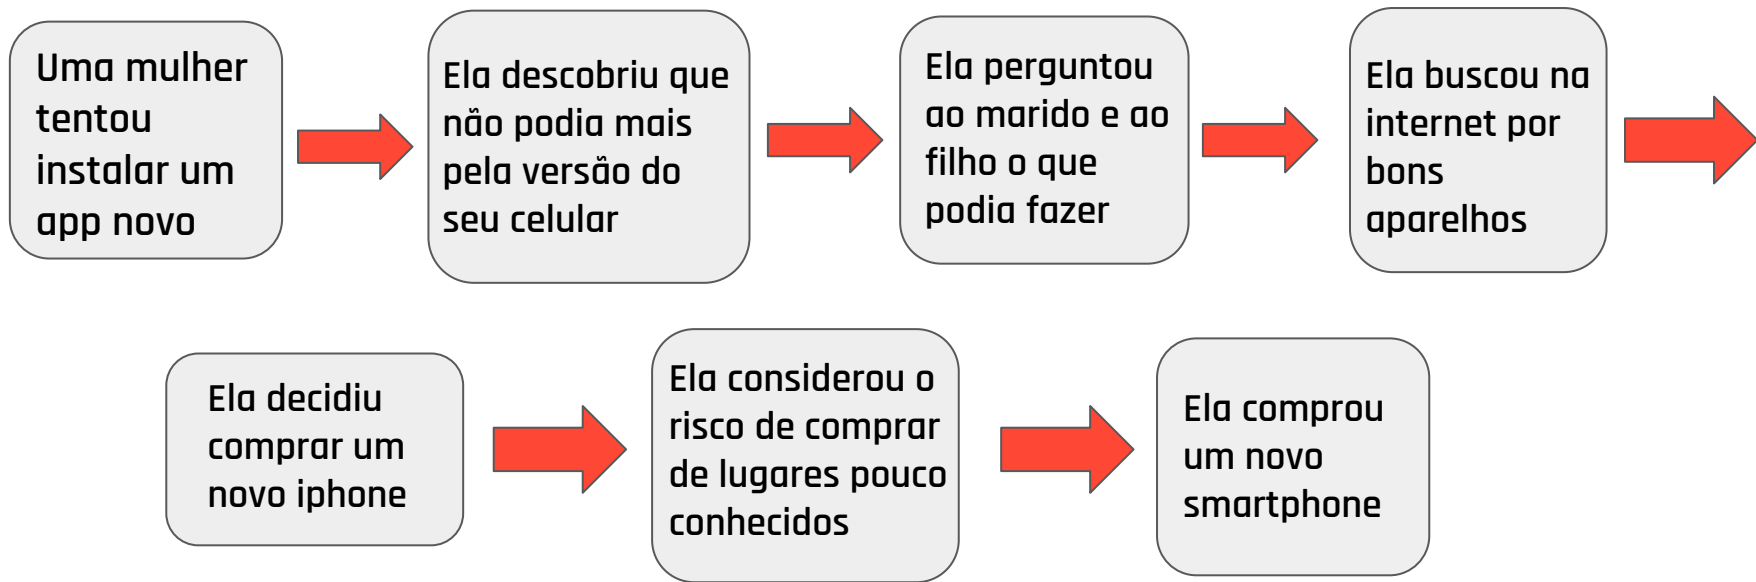 Uma mulher
tentou
instalar um
app novo
Ela descobriu que
não podia mais
pela versão do
seu celular
Ela perguntou
ao marido e ao
filho o que
podia fazer
Ela buscou na
internet por
bons
aparelhos
Ela decidiu
comprar um
novo iphone
Ela considerou o
risco de comprar
de lugares pouco
conhecidos
Ela comprou
um novo
smartphone